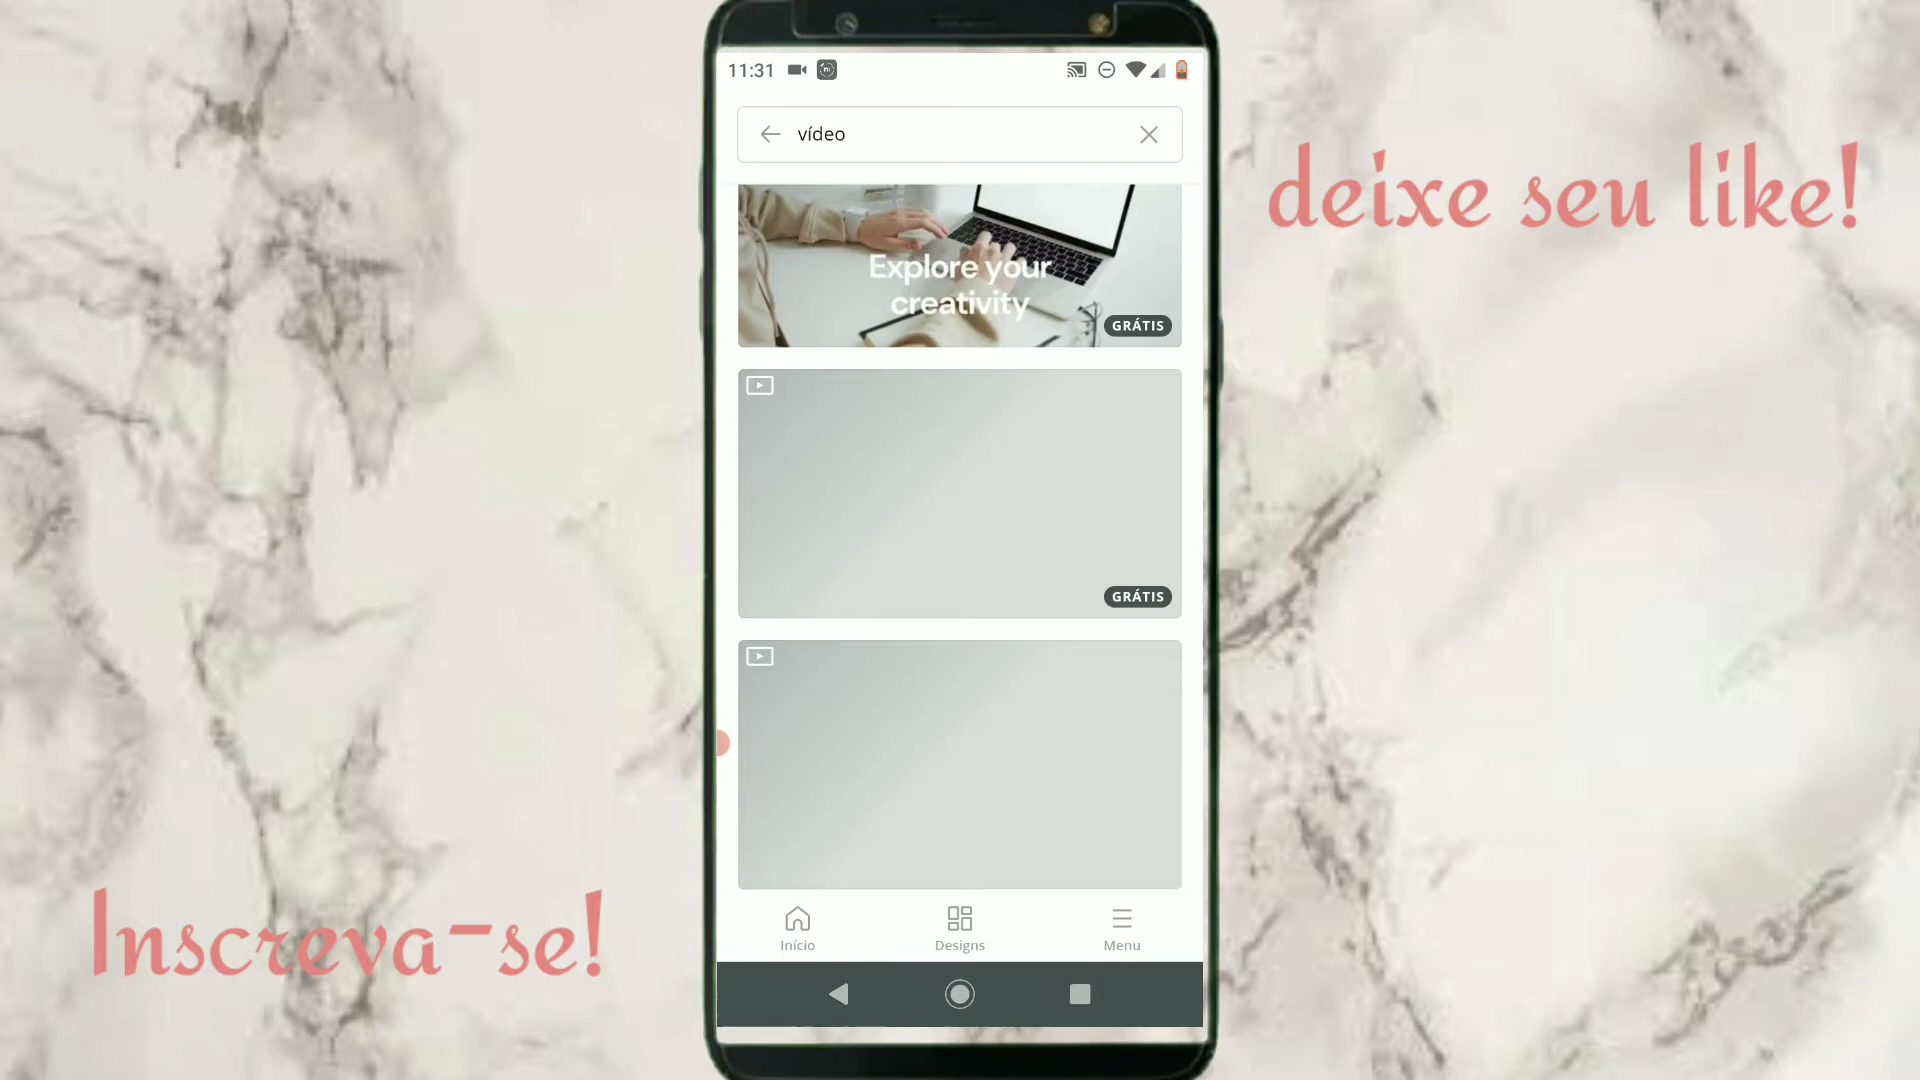 11:31
vídeo
Explore your
creativity
GRÁTIS
GRÁTIS
Início
Designs
Menu
deixe seu like!
Inscreva-se!